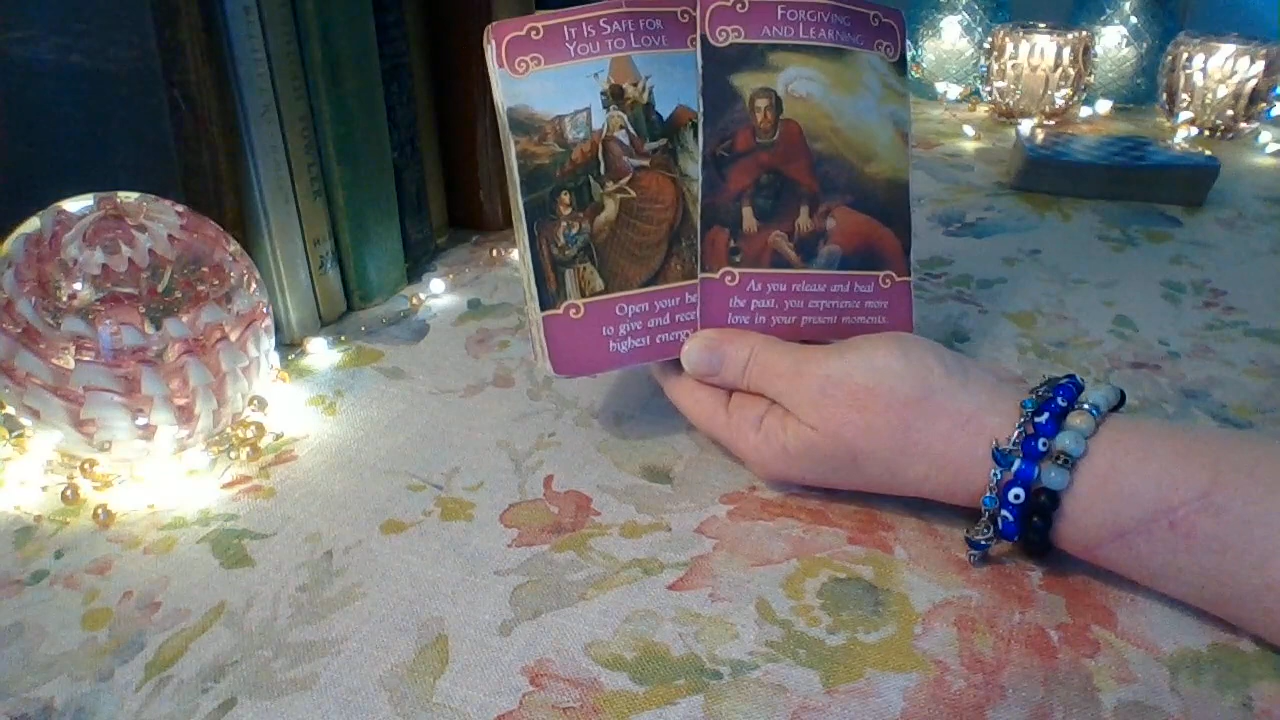 IT IS SAFE FOR
YOU TO LOVE
Open your he
to give and rece
highest energy
FORGIVING
AND LEARNING
As you release and heal
the past, you experience more
love in your present moments.